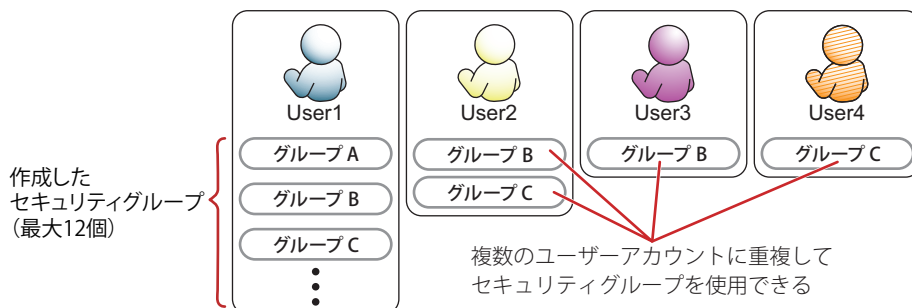 User1
User2
User3
User4
グループ A
グループ B
グループ C
グループ B
グループ C
グループ B
グループ C
作成した
セキュリティグループ
（最大12個）
複数のユーザーアカウントに重複して
セキュリティグループを使用できる